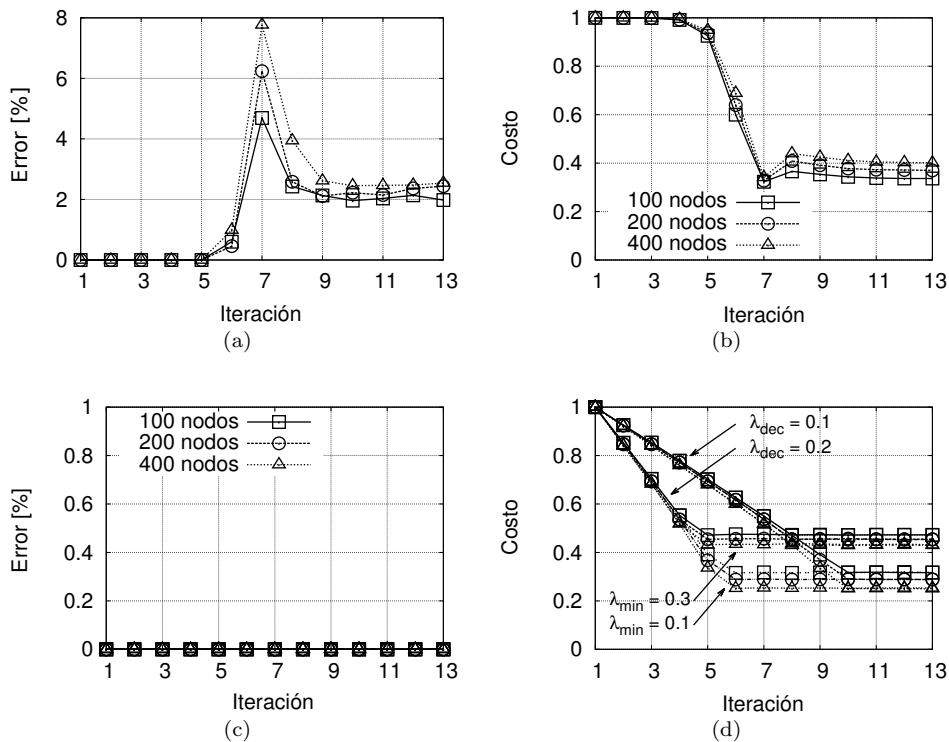 8
6
4
2
0
Error [%]
1 3 5 7 9 11 13
Iteración
(a)
1
0.8
0.6
0.4
0.2
0
Costo
100 nodos
200 nodos
400 nodos
1 3 5 7 9 11 13
Iteración
(b)
1
0.8
0.6
0.4
0.2
0
Error [%]
100 nodos
200 nodos
400 nodos
1 3 5 7 9 11 13
Iteración
(c)
1
0.8
0.6
0.4
0.2
0
Costo
λdec = 0.1
λdec = 0.2
λmin = 0.3
λmin = 0.1
1 3 5 7 9 11 13
Iteración
(d)